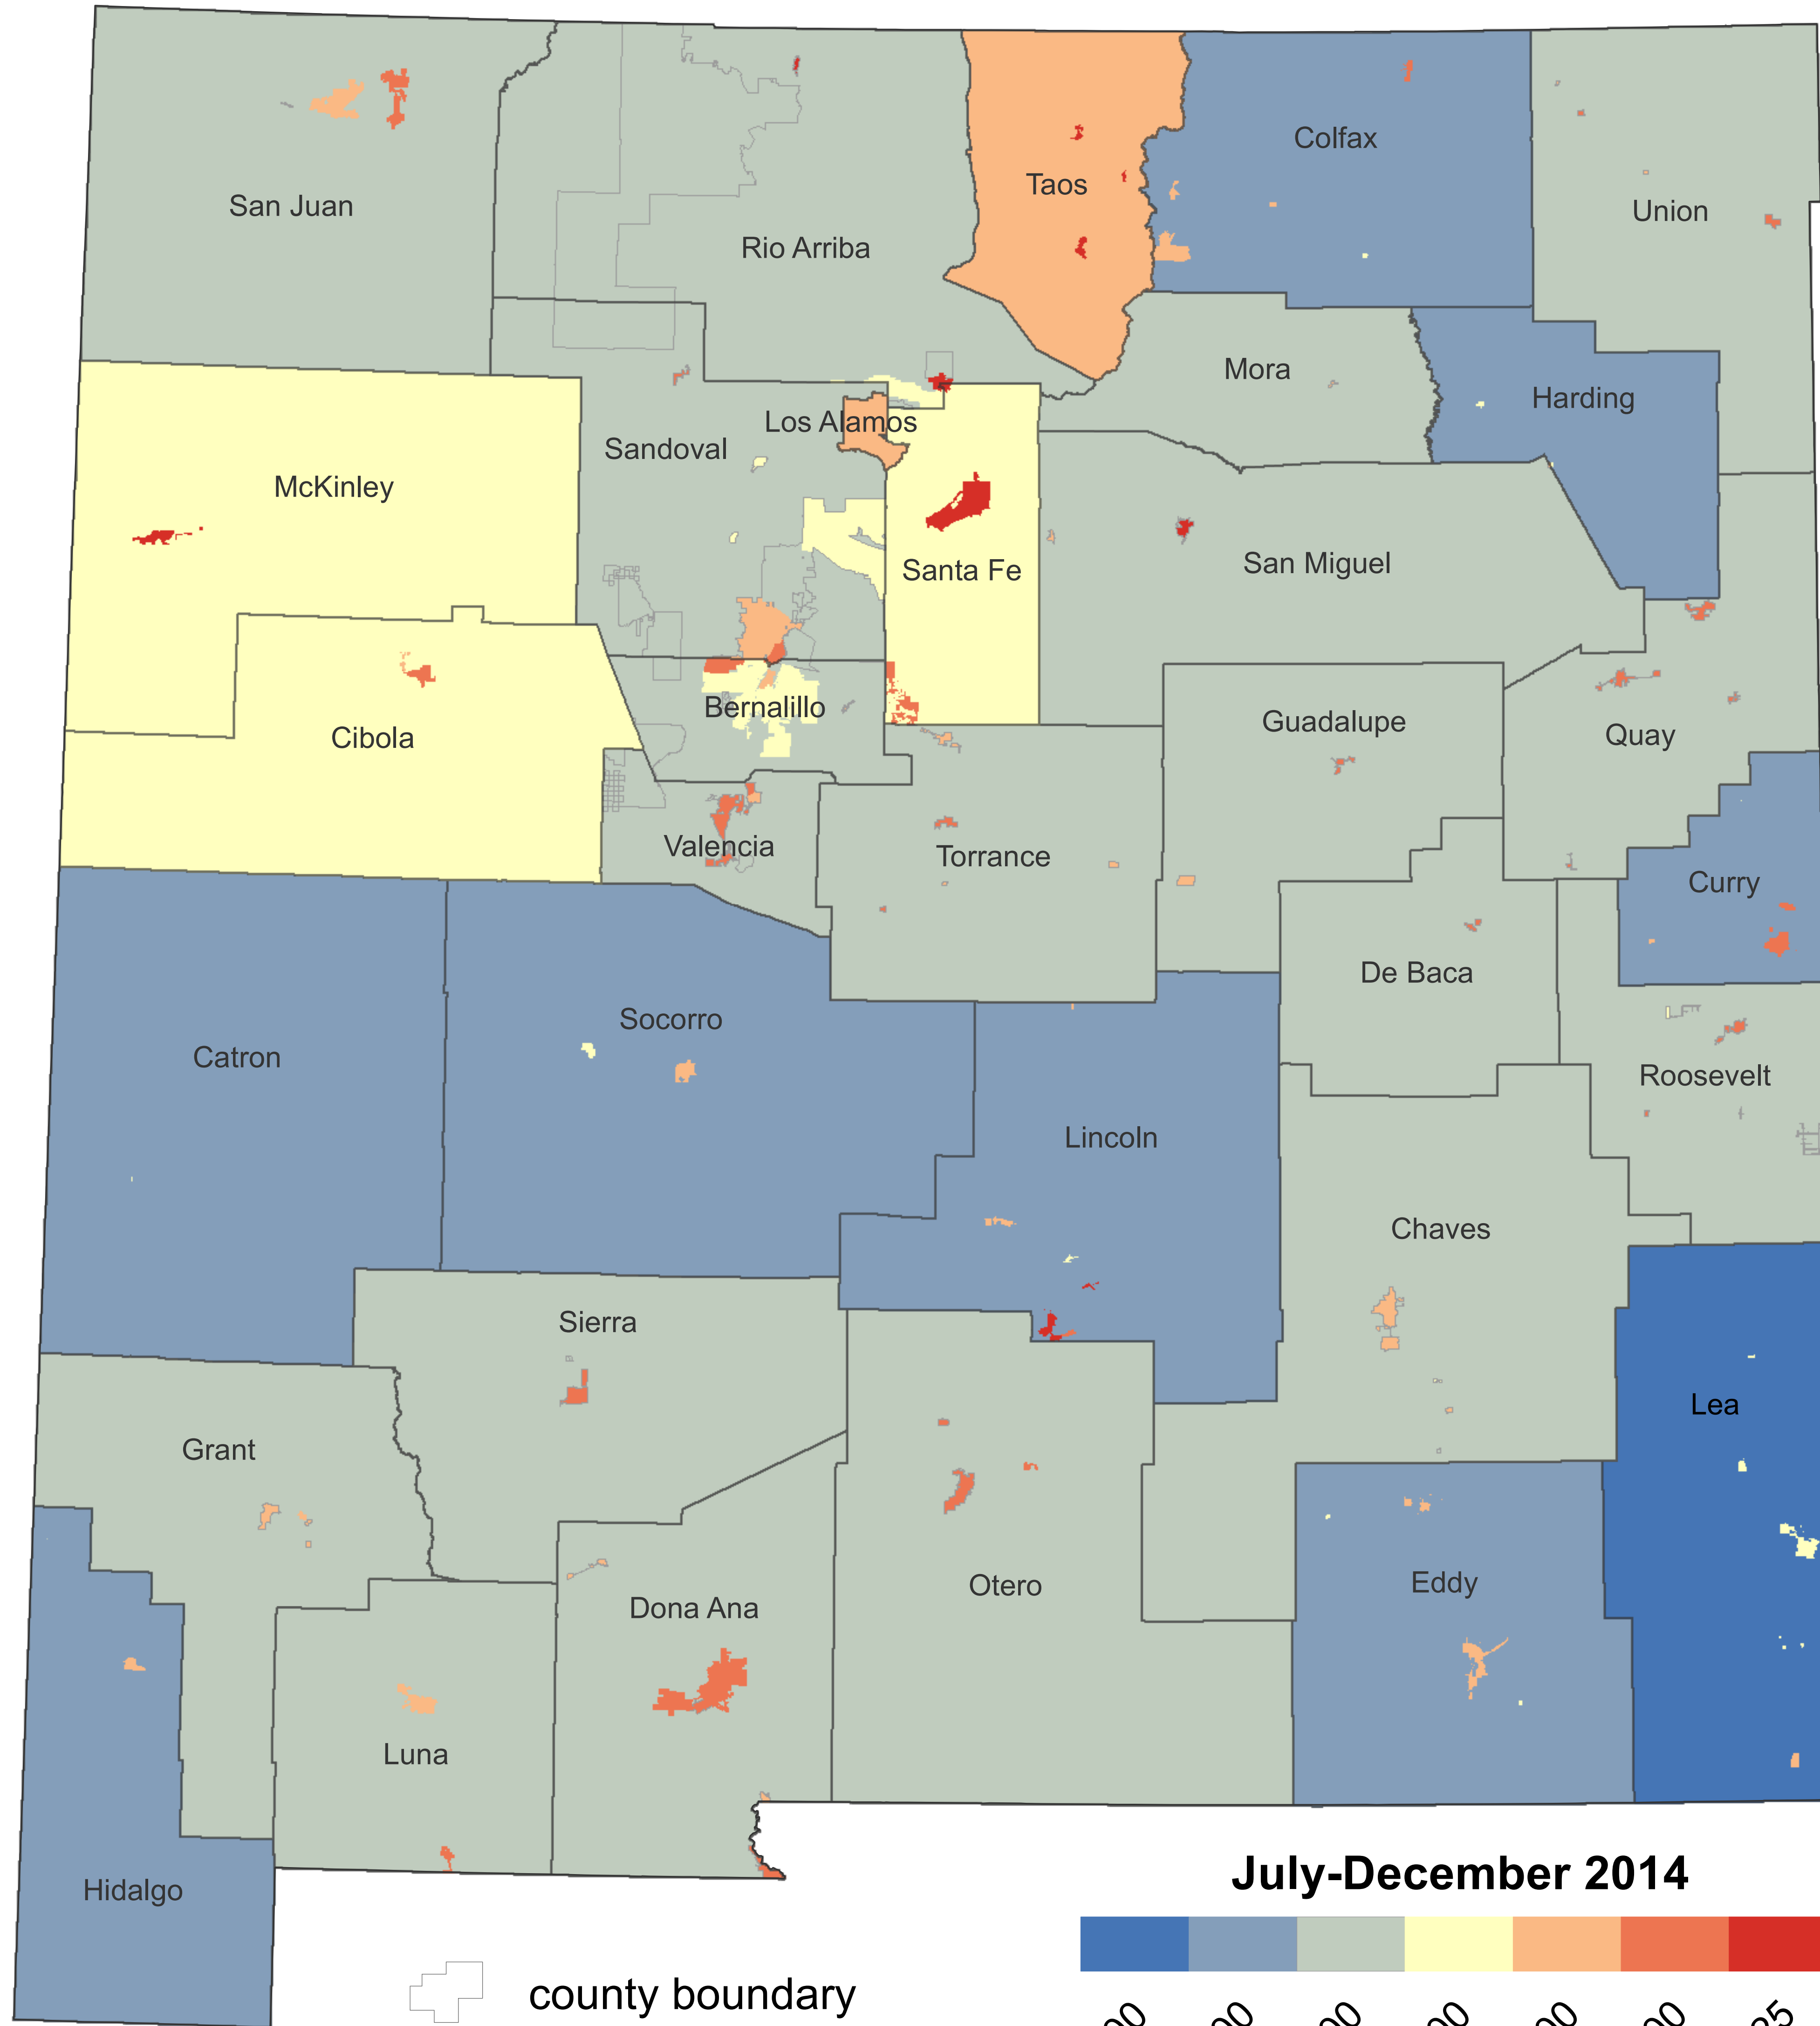 Colfax
Taos
San Juan
Union
Rio Arriba
Mora
Harding
Los Alamos
Sandoval
McKinley
San Miguel
Santa Fe
Bernalillo
Guadalupe
Quay
Cibola
Valencia
Torrance
Curry
De Baca
Socorro
Catron
Roosevelt
Lincoln
Chaves
Sierra
Lea
Grant
Eddy
Otero
Dona Ana
Luna
July-December 2014
Hidalgo
county boundary